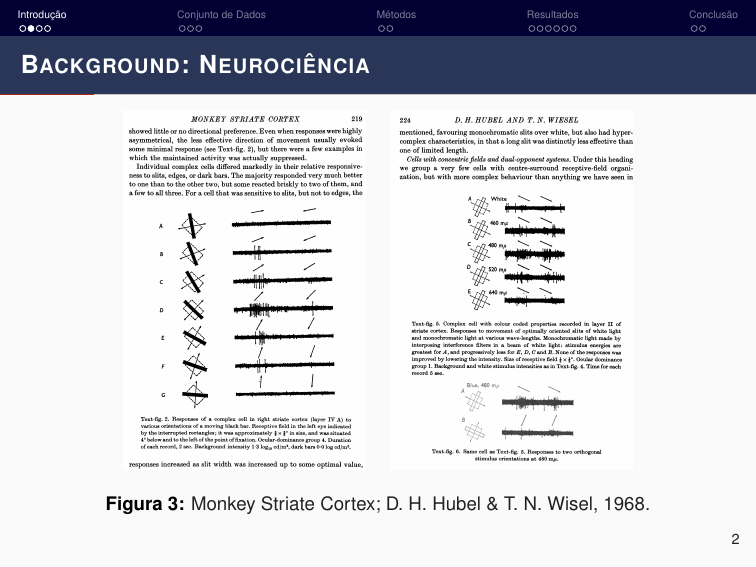 Introdução
Conjunto de Dados
Métodos
Resultados
Conclusão
BACKGROUND: NEUROCIÊNCIA
MONKEY STRIATE CORTEX 219
showed little or no directional preference. Even when responses were highly
asymmetrical, the less effective direction of movement usually evoked
some minimal response (see Text-fig. 2), but there were a few examples in
which the maintained activity was actually suppressed.
Individual complex cells differed markedly in their relative responsive-
ness to slits, edges, or dark bars. The majority responded very much better
to one than to the other two, but some reacted briskly to two of them, and
a few to all three. For a cell that was sensitive to slits, but not to edges, the
A
B
C
D
E
F
G
Text-fig. 2. Responses of a complex cell in right striate cortex (layer IV A) to
various orientations of a moving black bar. Receptive field in the left eye indicated
by the interrupted rectangles; it was approximately in size, and was situated
4° below and to the left of the point of fixation. Ocular-dominance group 4. Duration
of each record, 2 sec. Background intensity 1·3 log₁₀ cd/m², dark bars 0·0 log cd/m².
responses increased as slit width was increased up to some optimal value,
224 D. H. HUBEL AND T. N. WIESEL
mentioned, favouring monochromatic slits over white, but also had hyper-
complex characteristics, in that a long slit was distinctly less effective than
one of limited length.
Cells with concentric fields and dual-opponent systems. Under this heading
we group a very few cells with centre-surround receptive-field organi-
zation, but with more complex behaviour than anything we have seen in
A White
B 460 mμ
C 480 mμ
D 520 mμ
E 640 mμ
Text-fig. 5. Complex cell with colour coded properties recorded in layer II of
striate cortex. Responses to movement of optimally oriented slits of white light
and monochromatic light at various wave-lengths. Monochromatic light made by
interposing interference filters in a beam of white light: stimulus energies are
greatest for A, and progressively less for E, D, C and B. None of the responses was
improved by lowering the intensity. Size of receptive field Ocular dominance
group 1. Background and white stimulus intensities as in Text-fig. 4. Time for each
record 5 sec.
Blue, 480 mμ
A
B
Text-fig. 6. Same cell as Text-fig. 5. Responses to two orthogonal
stimulus orientations at 480 mμ.
Figura 3: Monkey Striate Cortex; D. H. Hubel & T. N. Wisel, 1968.
2